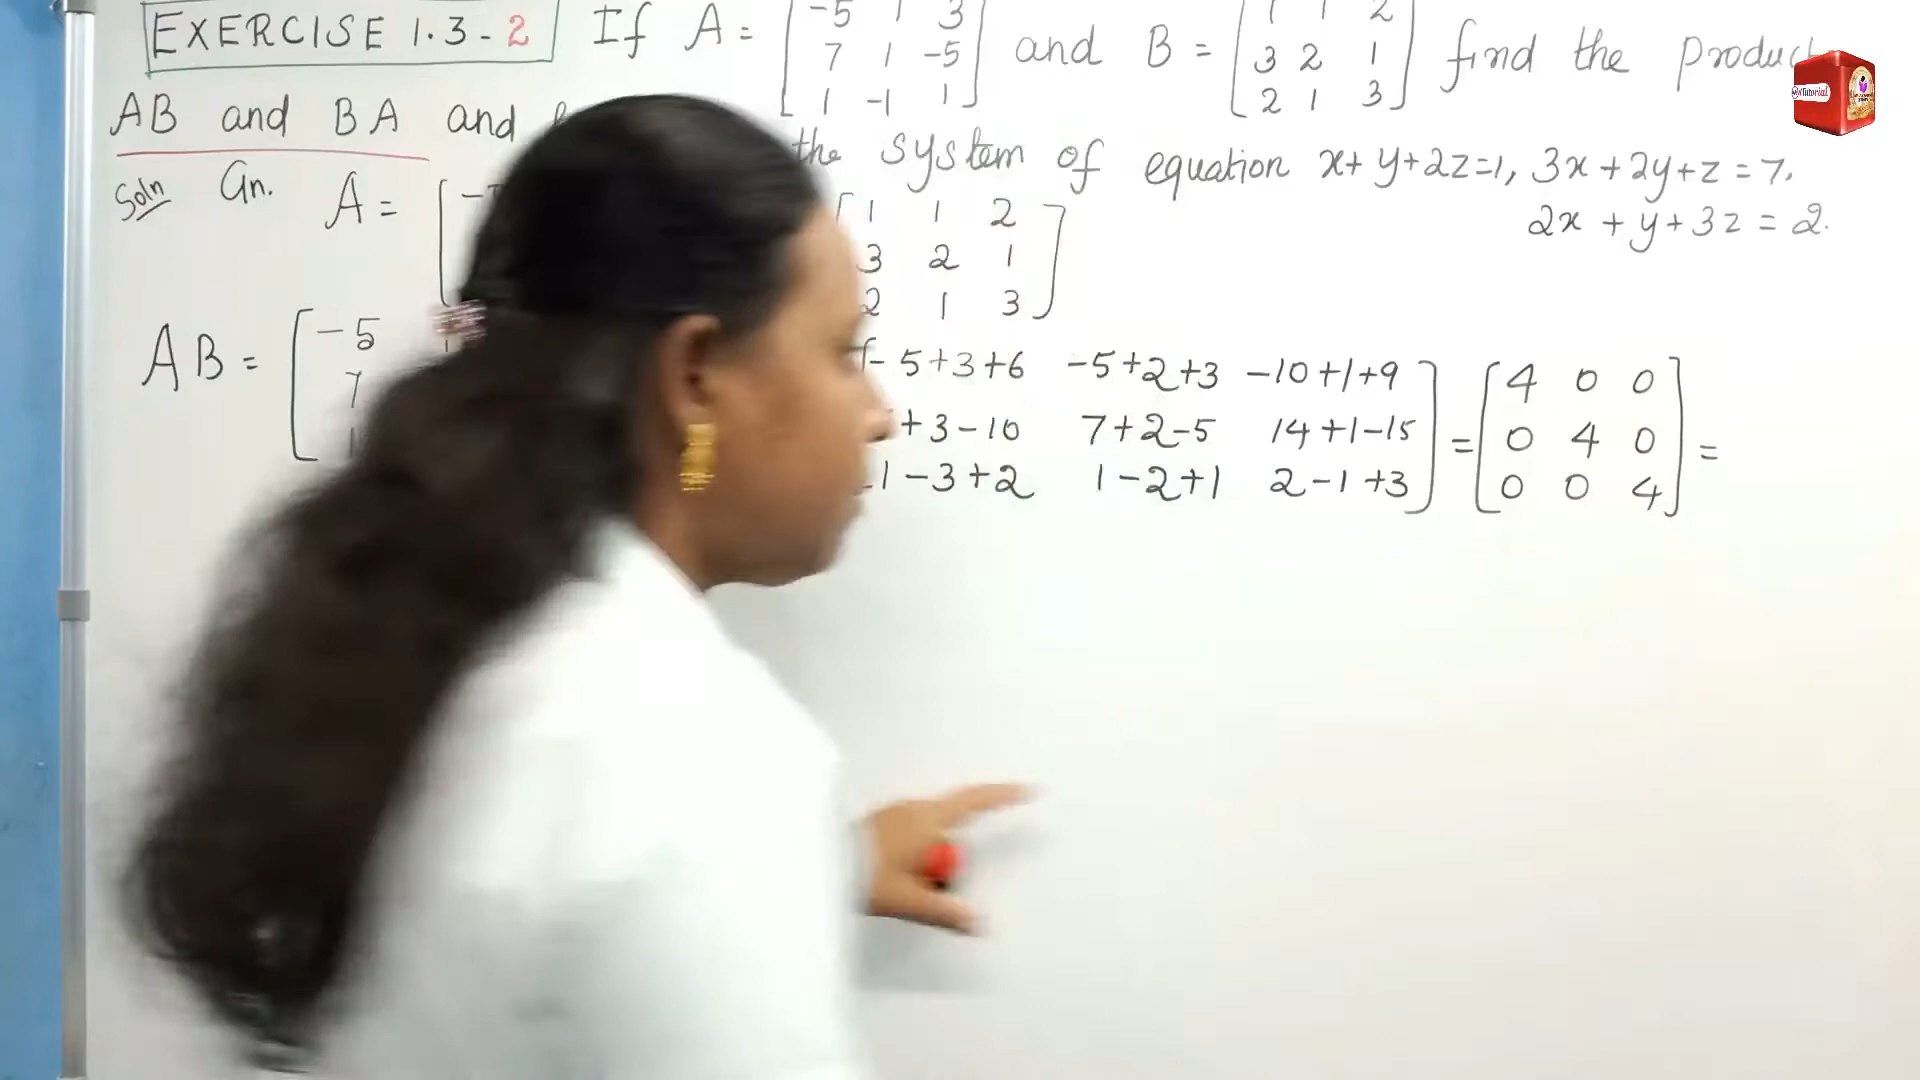 EXERCISE 1.3-2 If A = [-5 1 3 and B = [1 1 2 find the produc
7 1 -5 3 2 1
1 -1 1] 2 1 3]
AB and BA and the system of equation x+y+2z=1, 3x+2y+z=7,
2x+y+3z=2.
Soln Gn. A = [ [1 1 2]
3 2 1
2 1 3
AB = [-5 -5+3+6 -5+2+3 -10+1+9] = [4 0 0] =
7 +3-10 7+2-5 14+1-15 0 4 0
1 1-3+2 1-2+1 2-1+3 0 0 4
Tutorial